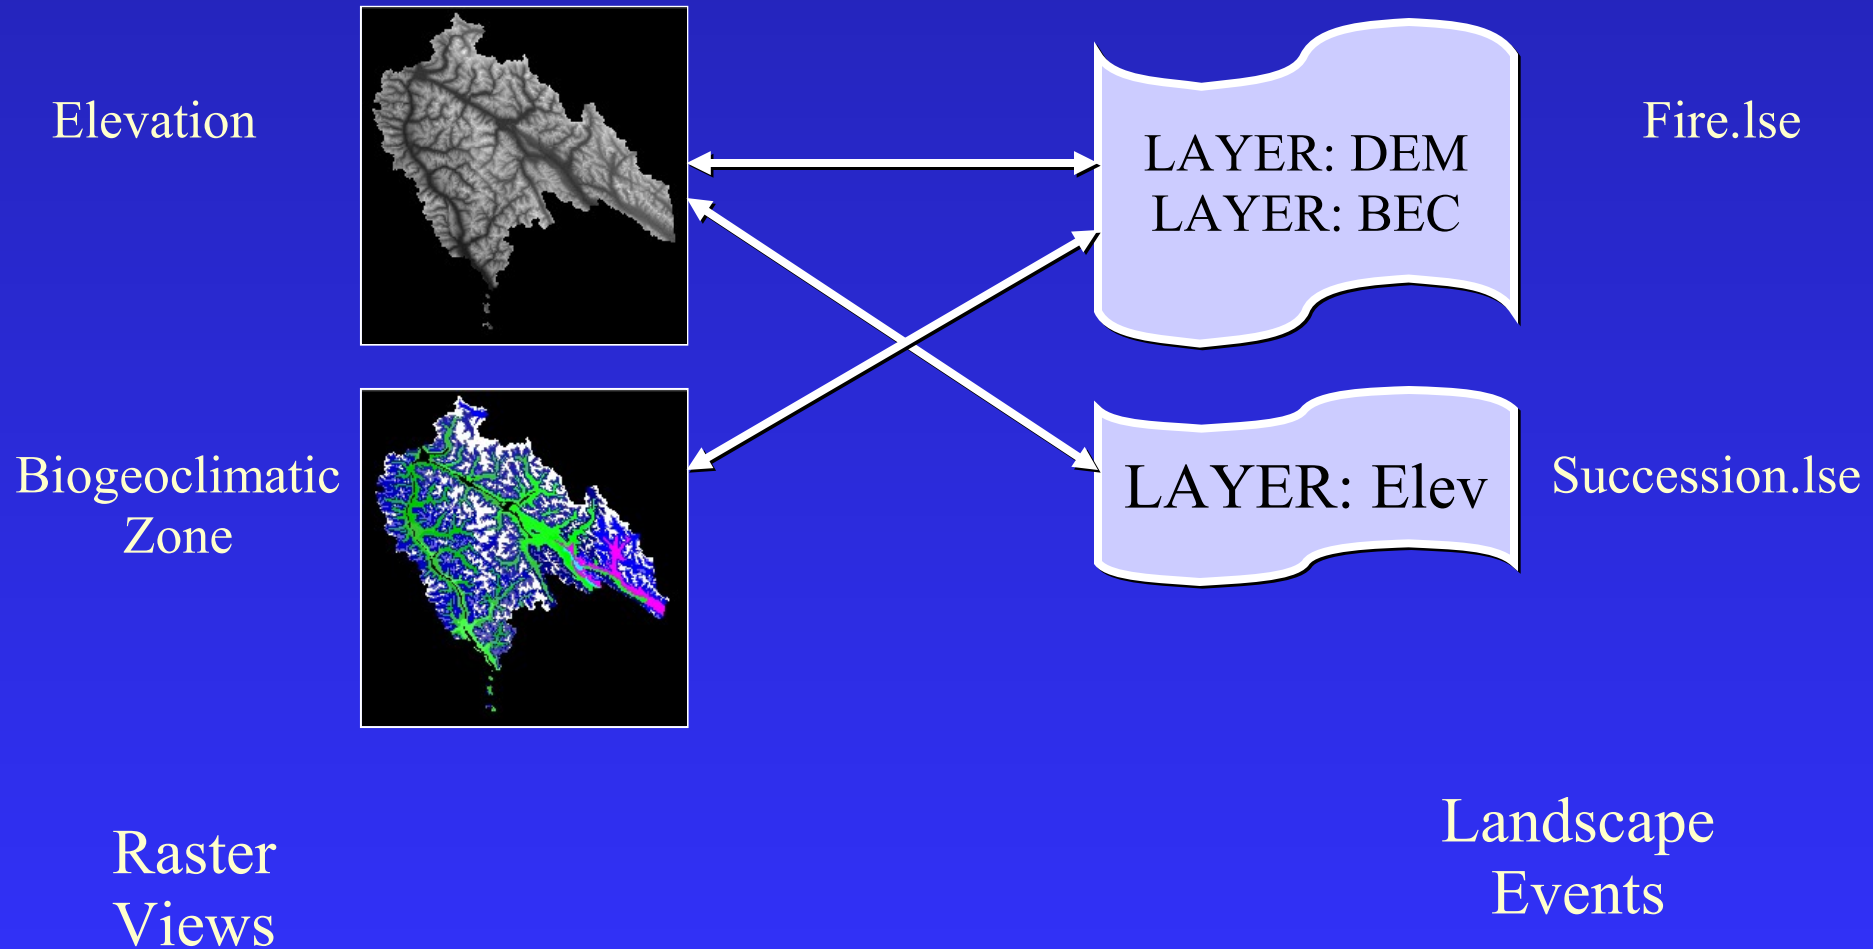 Elevation
LAYER: DEM
LAYER: BEC
Fire.lse
Biogeoclimatic
Zone
LAYER: Elev
Succession.lse
Raster
Views
Landscape
Events